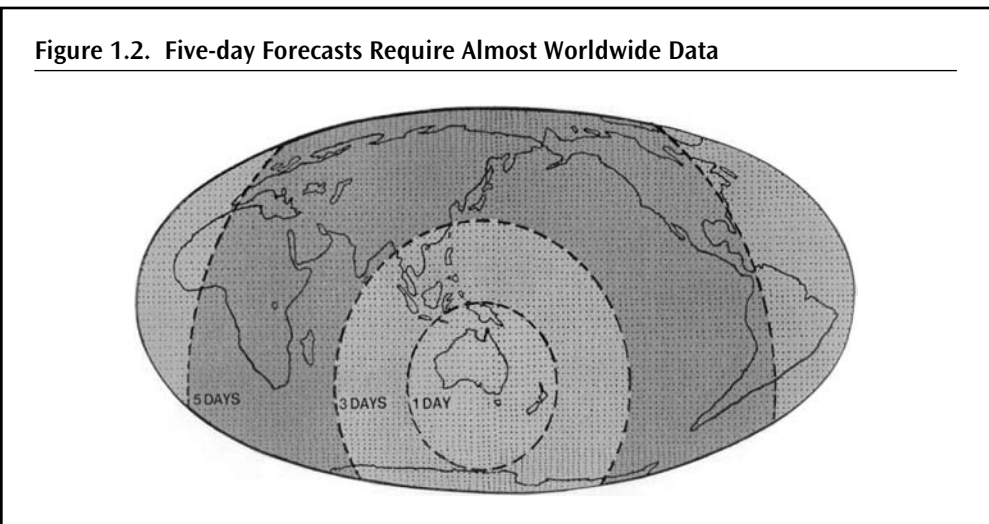 Figure 1.2. Five-day Forecasts Require Almost Worldwide Data
5 DAYS
3 DAYS
1 DAY